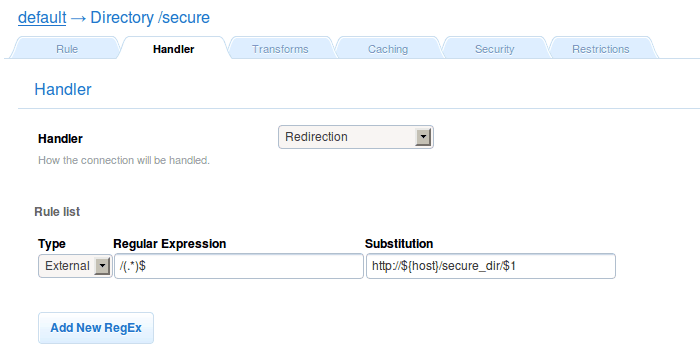 default → Directory /secure
Rule Handler Transforms Caching Security Restrictions
Handler
Handler Redirection
How the connection will be handled.
Rule list
Type Regular Expression Substitution
External /(.*)$ http://${host}/secure_dir/$1
Add New RegEx